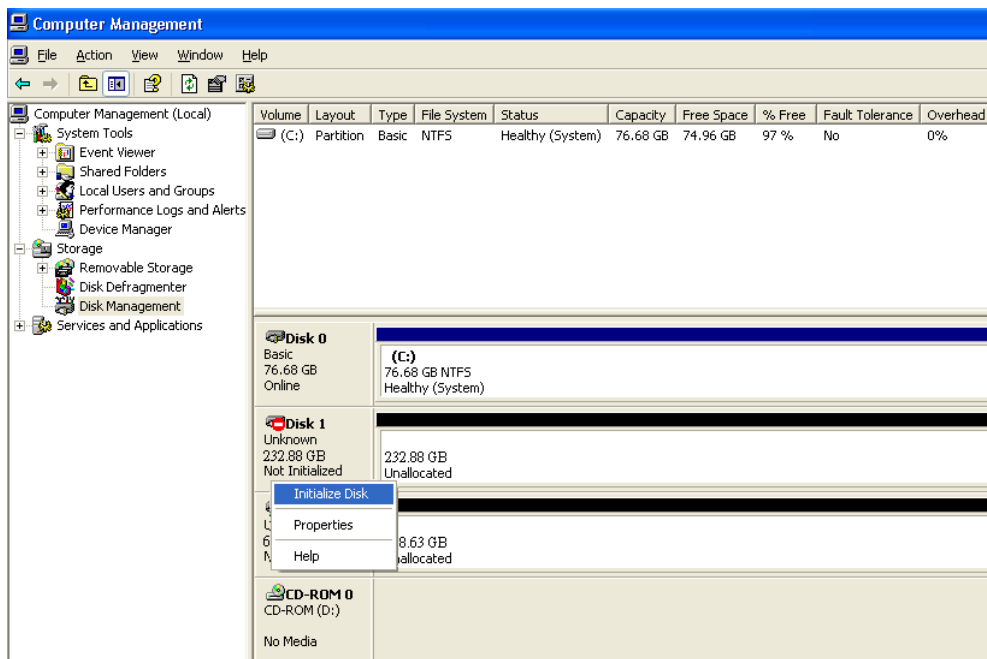 Computer Management
File Action View Window Help
Computer Management (Local)
System Tools
Event Viewer
Shared Folders
Local Users and Groups
Performance Logs and Alerts
Device Manager
Storage
Removable Storage
Disk Defragmenter
Disk Management
Services and Applications
Volume Layout Type File System Status Capacity Free Space % Free Fault Tolerance Overhead
(C:) Partition Basic NTFS Healthy (System) 76.68 GB 74.96 GB 97 % No 0%
Disk 0
Basic
76.68 GB
Online
(C:)
76.68 GB NTFS
Healthy (System)
Disk 1
Unknown
232.88 GB
Not Initialized
232.88 GB
Unallocated
Initialize Disk
Properties
Help
8.63 GB
allocated
CD-ROM 0
CD-ROM (D:)
No Media